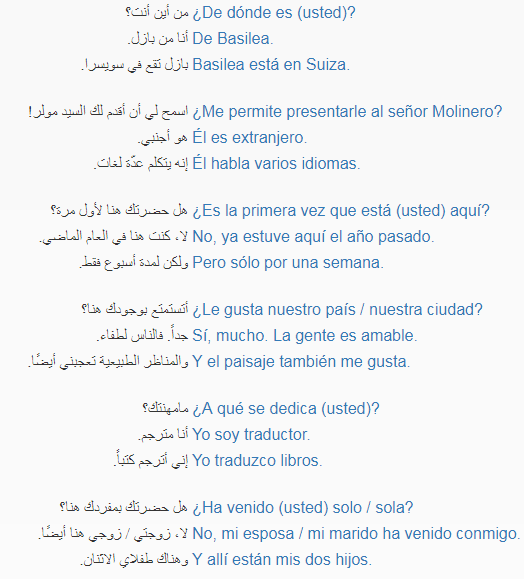 من أين أنت؟ ¿De dónde es (usted)?
أنا من بازل. De Basilea.
بازل تقع في سويسرا. Basilea está en Suiza.
اسمح لي أن أقدم لك السيد مولر! ¿Me permite presentarle al señor Molinero?
هو أجنبي. Él es extranjero.
إنه يتكلم عدّة لغات. Él habla varios idiomas.
هل حضرتك هنا لأول مرة؟ ¿Es la primera vez que está (usted) aquí?
لا، كنت هنا في العام الماضي. No, ya estuve aquí el año pasado.
ولكن لمدة أسبوع فقط. Pero sólo por una semana.
أتستمتع بوجودك هنا؟ ¿Le gusta nuestro país / nuestra ciudad?
جداً. فالناس لطفاء. Sí, mucho. La gente es amable.
والمناظر الطبيعية تعجبني أيضًا. Y el paisaje también me gusta.
مامهنتك؟ ¿A qué se dedica (usted)?
أنا مترجم. Yo soy traductor.
إني أترجم كتباً. Yo traduzco libros.
هل حضرتك بمفردك هنا؟ ¿Ha venido (usted) solo / sola?
لا، زوجتي / زوجي هنا أيضًا. No, mi esposa / mi marido ha venido conmigo.
وهناك طفلاي الاثنان. Y allí están mis dos hijos.